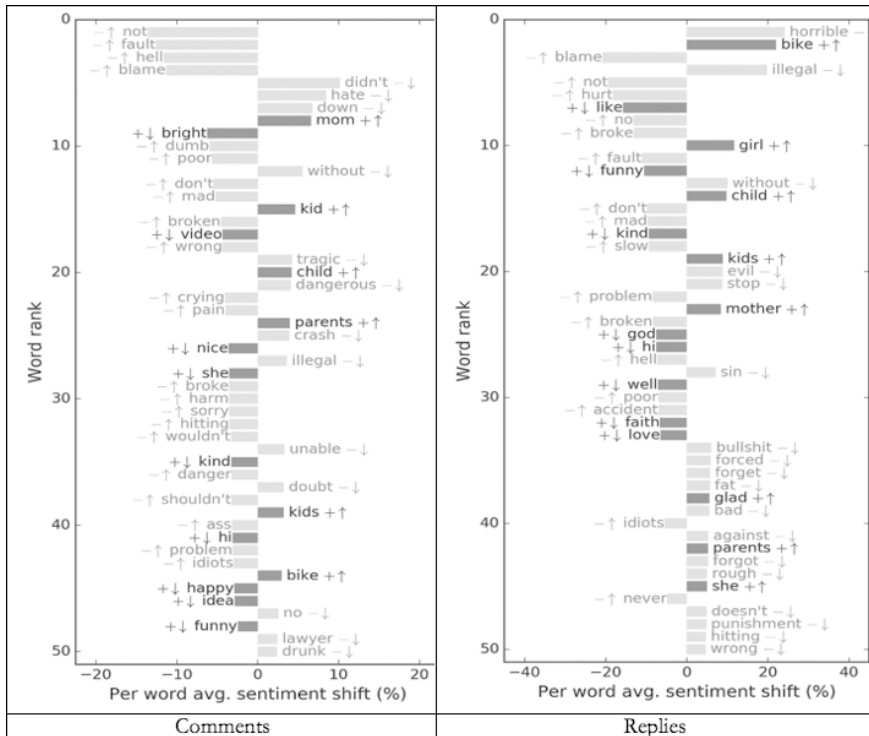 0
−↑ not
−↑ fault
−↑ hell
−↑ blame
didn't −↓
hate −↓
down −↓
mom +↑
+↓ bright
10
−↑ dumb
−↑ poor
without −↓
−↑ don't
−↑ mad
kid +↑
−↑ broken
+↓ video
−↑ wrong
tragic −↓
20
child +↑
dangerous −↓
−↑ crying
−↑ pain
parents +↑
crash −↓
+↓ nice
illegal −↓
+↓ she
−↑ broke
30
−↑ harm
−↑ sorry
−↑ hitting
−↑ wouldn't
unable −↓
+↓ kind
−↑ danger
doubt −↓
−↑ shouldn't
kids +↑
40
−↑ ass
+↓ hi
−↑ problem
−↑ idiots
bike +↑
+↓ happy
+↓ idea
no −↓
+↓ funny
lawyer −↓
50
drunk −↓
Word rank
−20 −10 0 10 20
Per word avg. sentiment shift (%)
Comments
0
horrible −
bike +↑
−↑ blame
illegal −↓
−↑ not
−↑ hurt
+↓ like
−↑ no
−↑ broke
10
girl +↑
−↑ fault
+↓ funny
without −↓
child +↑
−↑ don't
−↑ mad
+↓ kind
−↑ slow
kids +↑
20
evil −↓
stop −↓
−↑ problem
mother +↑
−↑ broken
+↓ god
+↓ hi
−↑ hell
sin −↓
+↓ well
30
−↑ poor
−↑ accident
+↓ faith
+↓ love
bullshit −↓
forced −↓
forget −↓
fat −↓
glad +↑
bad −↓
40
−↑ idiots
against −↓
parents +↑
forgot −↓
rough −↓
she +↑
−↑ never
doesn't −↓
punishment −↓
hitting −↓
50
wrong −↓
Word rank
−40 −20 0 20 40
Per word avg. sentiment shift (%)
Replies